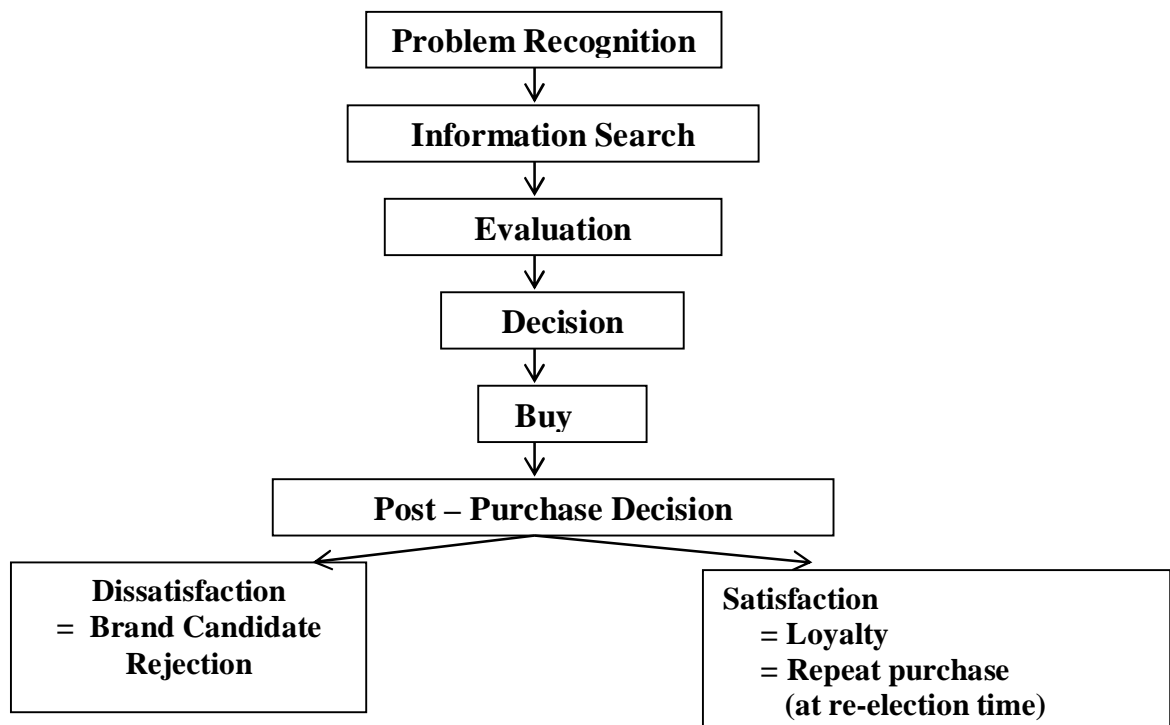 Problem Recognition
Information Search
Evaluation
Decision
Buy
Post – Purchase Decision
Dissatisfaction
= Brand Candidate
Rejection
Satisfaction
= Loyalty
= Repeat purchase
(at re-election time)